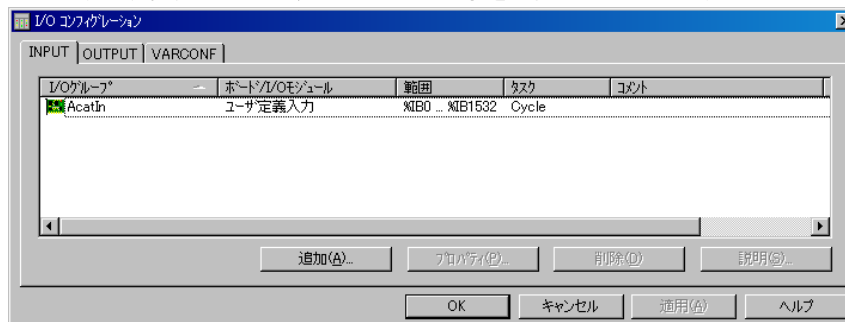 I/O コンフィグレーション
INPUT OUTPUT VARCONF
I/Oグループ ボード/I/Oモジュール 範囲 タスク コメント
AcatIn ユーザ定義入力 %IB0 ... %IB1532 Cycle
追加(A)... プロパティ(P)... 削除(D) 説明(S)...
OK キャンセル 適用(A) ヘルプ